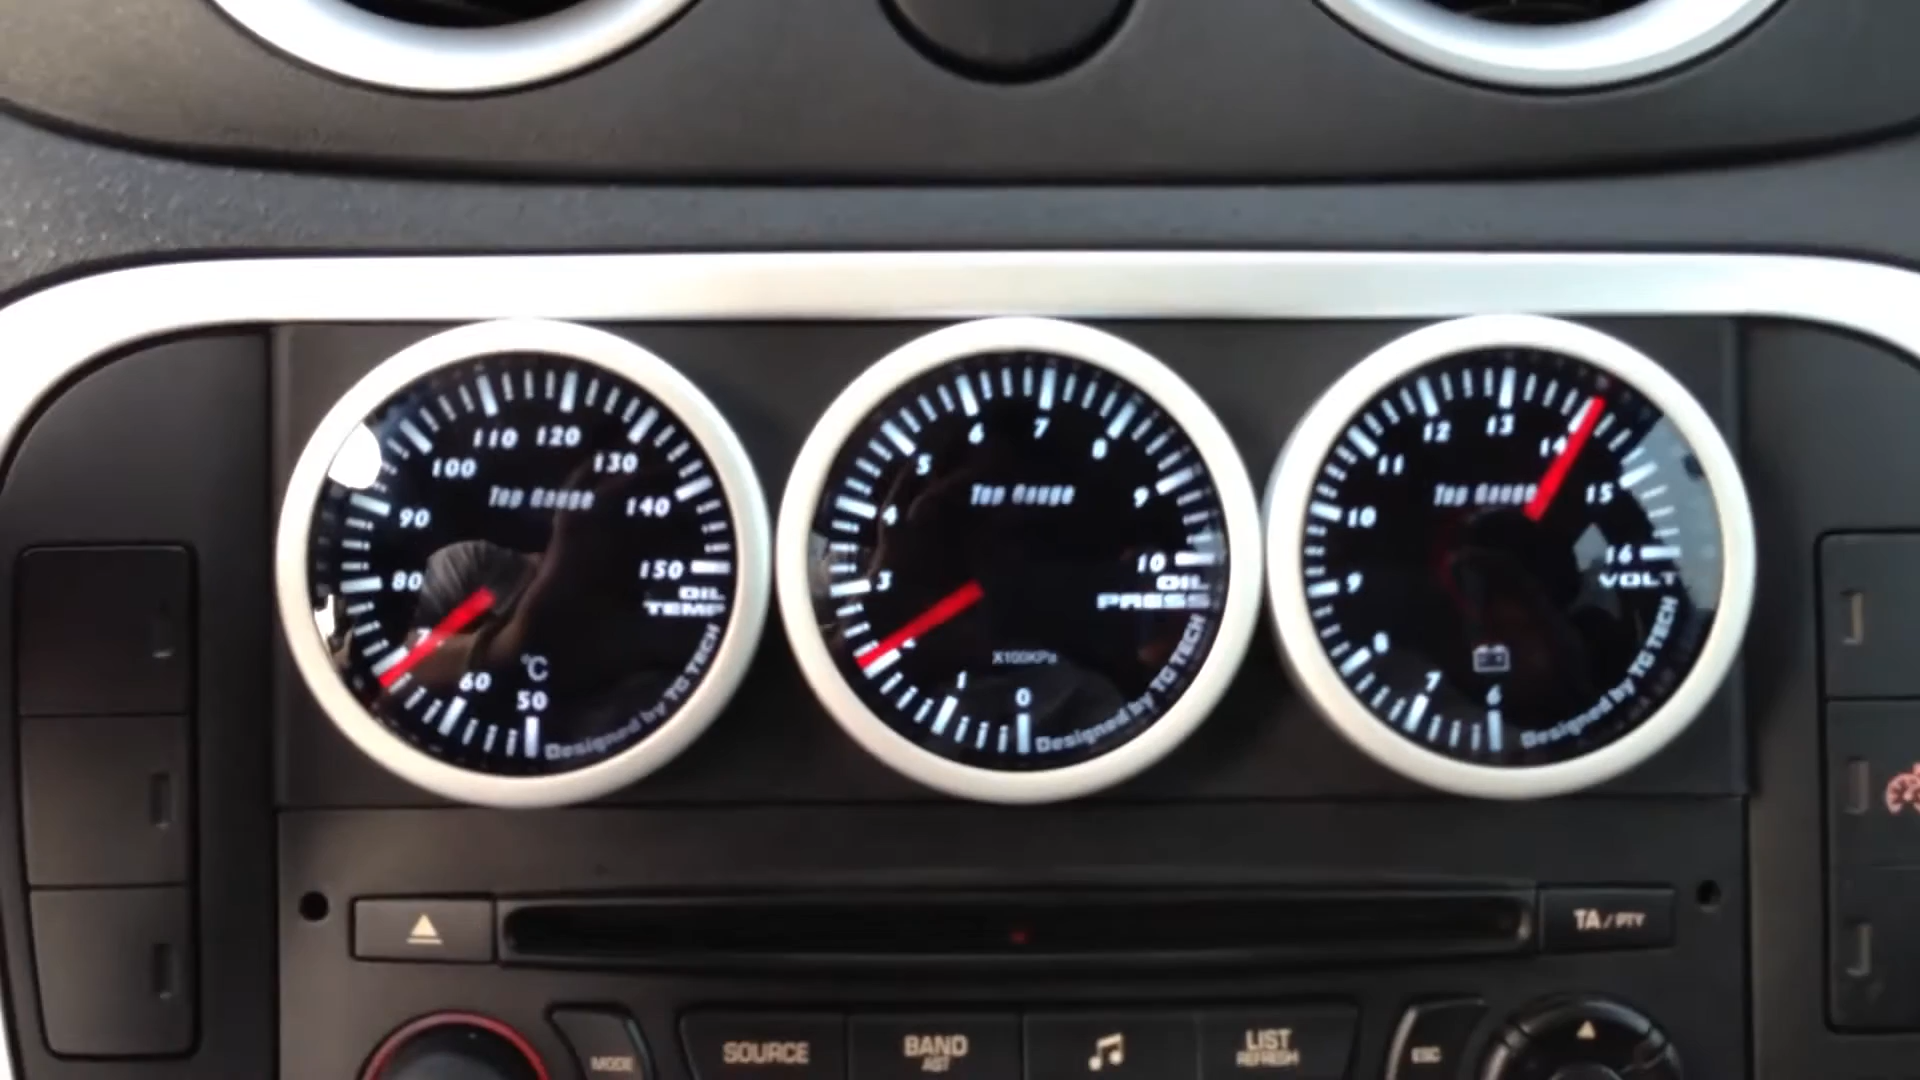 110 120
100 130
Top Gauge
90 140
80 150
OIL
TEMP
°C
60
50
Designed by TG TECH
6 7 8
5
Top Gauge
4 9
3 10
OIL
PRESS
X100KPa
1 0
Designed by TG TECH
12 13 14
11
Top Gauge 15
10 16
VOLT
9
8
7 6
Designed by TG TECH
TA / PTY
MODE
SOURCE
BAND
AST
LIST
REFRESH
ESC